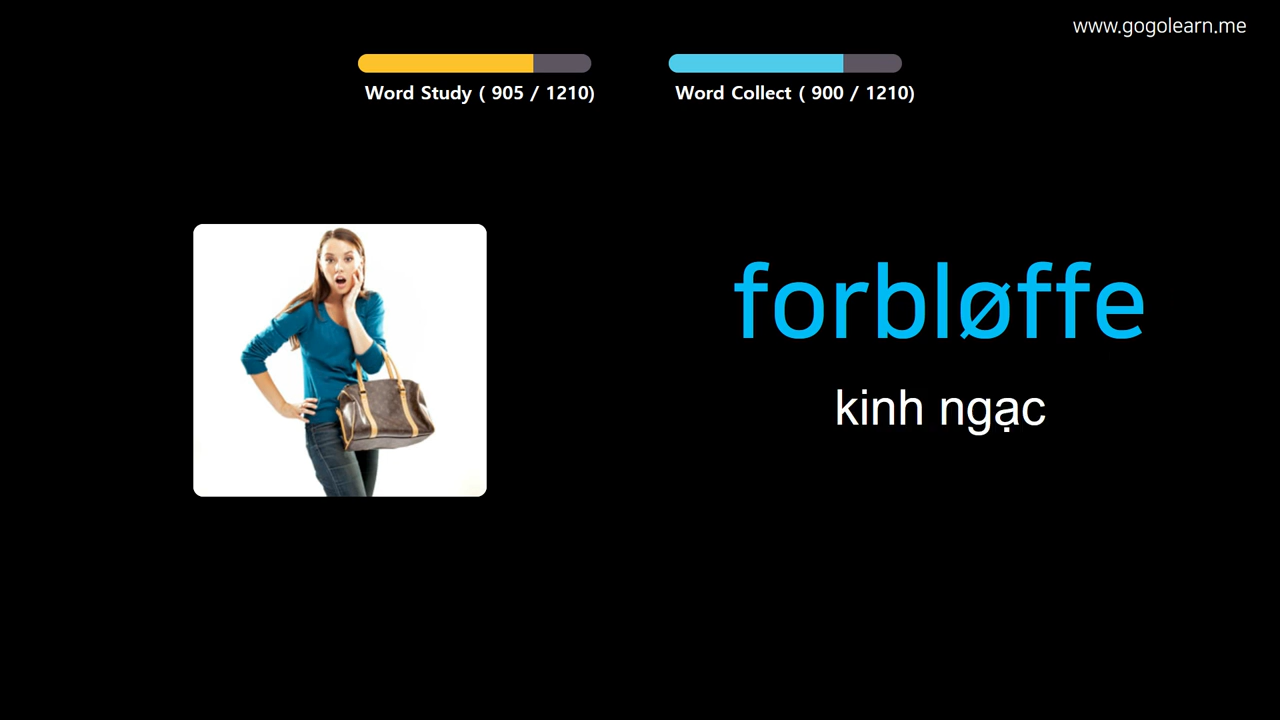 www.gogolearn.me
Word Study ( 905 / 1210)
Word Collect ( 900 / 1210)
forbløffe
kinh ngạc